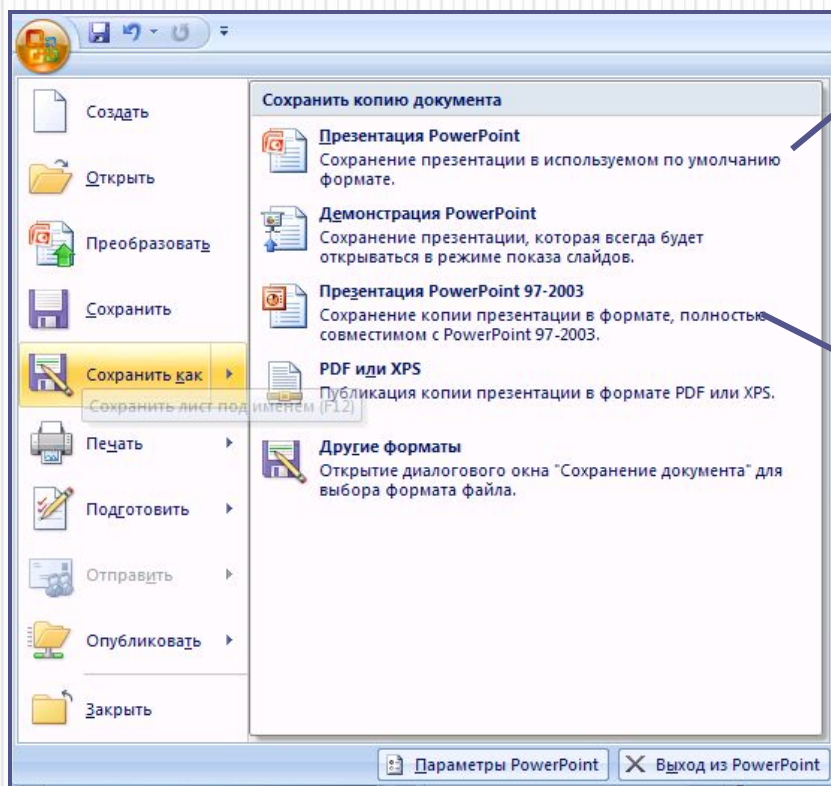 Создать
Открыть
Преобразовать
Сохранить
Сохранить как
Сохранить лист под именем (F12)
Печать
Подготовить
Отправить
Опубликовать
Закрыть
Сохранить копию документа
Презентация PowerPoint
Сохранение презентации в используемом по умолчанию
формате.
Демонстрация PowerPoint
Сохранение презентации, которая всегда будет
открываться в режиме показа слайдов.
Презентация PowerPoint 97-2003
Сохранение копии презентации в формате, полностью
совместимом с PowerPoint 97-2003.
PDF или XPS
Публикация копии презентации в формате PDF или XPS.
Другие форматы
Открытие диалогового окна "Сохранение документа" для
выбора формата файла.
Параметры PowerPoint
Выход из PowerPoint